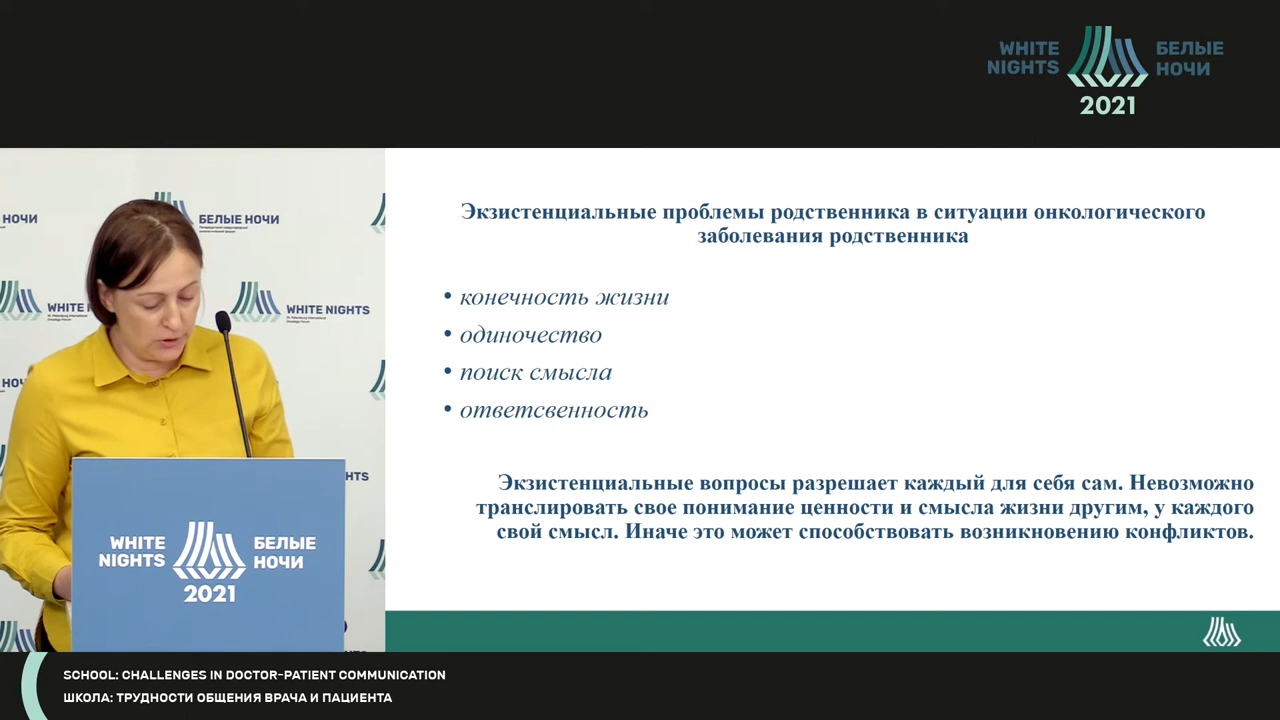 WHITE
NIGHTS
БЕЛЫЕ
НОЧИ
2021
НОЧИ
БЕЛЫЕ НОЧИ
WHITE NIGHTS
WHITE NIGHTS
Экзистенциальные проблемы родственника в ситуации онкологического
заболевания родственника
• конечность жизни
• одиночество
• поиск смысла
• ответсвенность
Экзистенциальные вопросы разрешает каждый для себя сам. Невозможно
транслировать свое понимание ценности и смысла жизни другим, у каждого
свой смысл. Иначе это может способствовать возникновению конфликтов.
WHITE
NIGHTS
БЕЛЫЕ
НОЧИ
2021
SCHOOL: CHALLENGES IN DOCTOR-PATIENT COMMUNICATION
ШКОЛА: ТРУДНОСТИ ОБЩЕНИЯ ВРАЧА И ПАЦИЕНТА